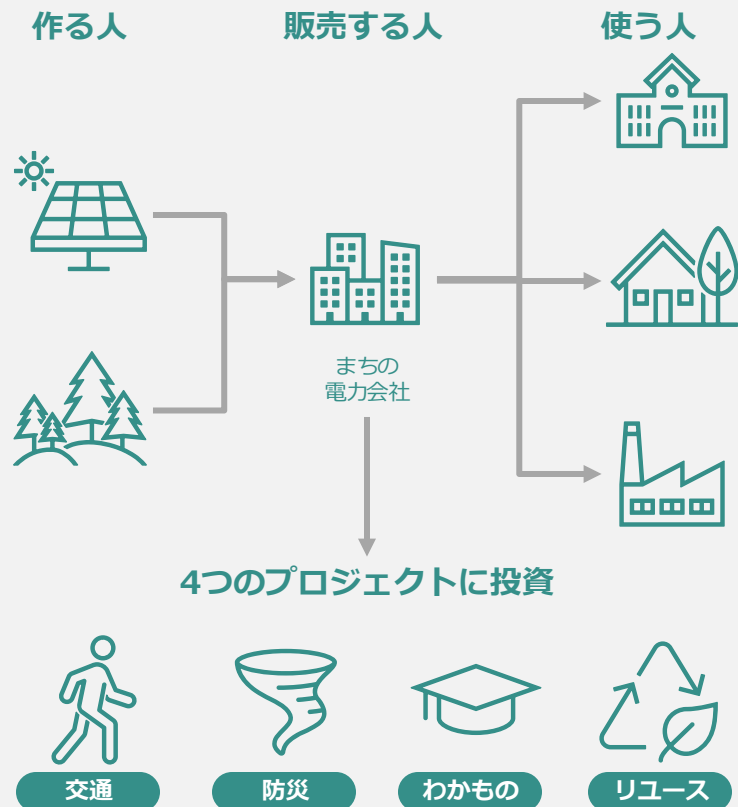 作る人
販売する人
使う人
まちの
電力会社
4つのプロジェクトに投資
交通
防災
わかもの
リユース